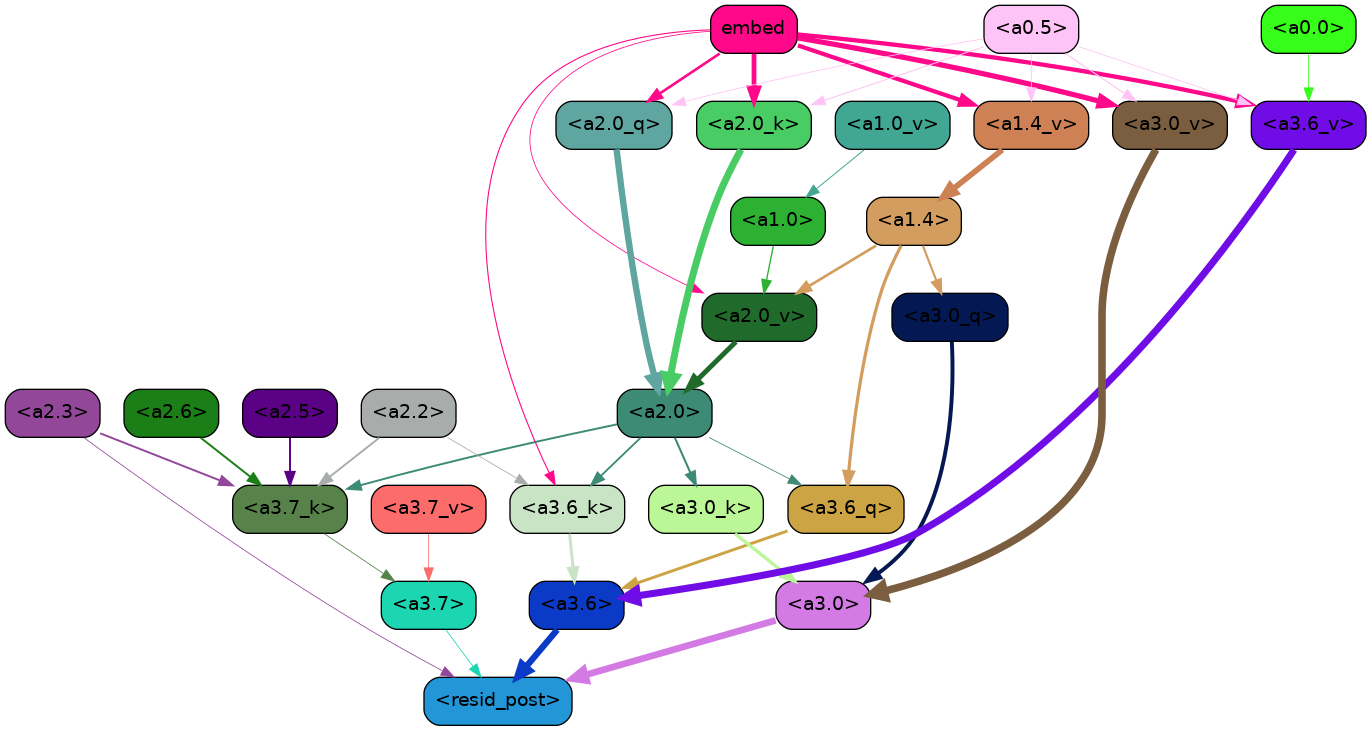 embed <a0.5> <a0.0>
<a2.0_q> <a2.0_k> <a1.0_v> <a1.4_v> <a3.0_v> <a3.6_v>
<a1.0> <a1.4>
<a2.0_v> <a3.0_q>
<a2.3> <a2.6> <a2.5> <a2.2> <a2.0>
<a3.7_k> <a3.7_v> <a3.6_k> <a3.0_k> <a3.6_q>
<a3.7> <a3.6> <a3.0>
<resid_post>